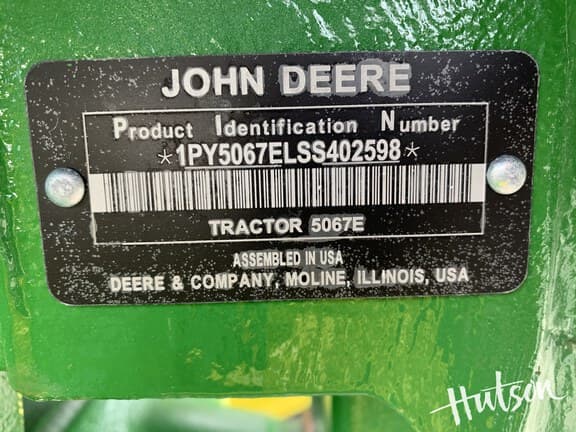 JOHN DEERE
Product Identification Number
*1PY5067ELSS402598*
TRACTOR 5067E
ASSEMBLED IN USA
DEERE & COMPANY, MOLINE, ILLINOIS, USA
Hutson